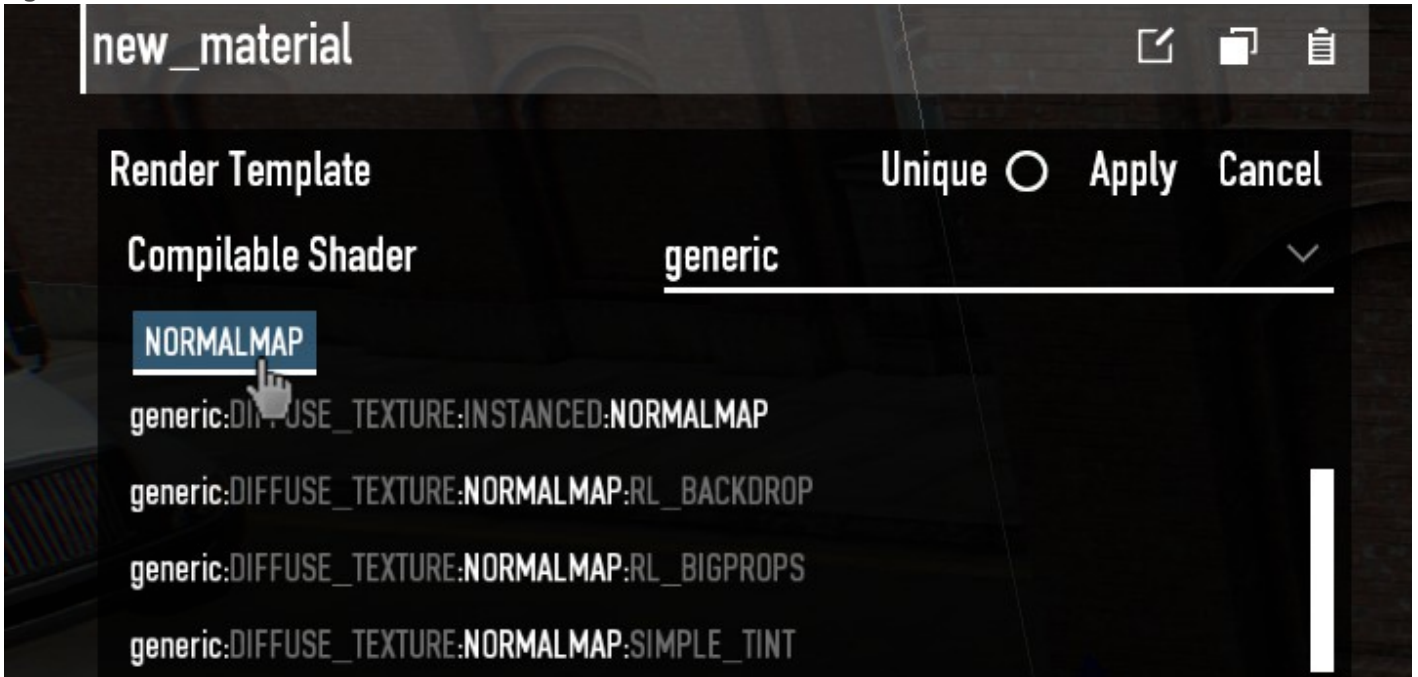 new_material
Render Template Unique Apply Cancel
Compilable Shader generic
NORMALMAP
generic:DIFFUSE_TEXTURE:INSTANCED:NORMALMAP
generic:DIFFUSE_TEXTURE:NORMALMAP:RL_BACKDROP
generic:DIFFUSE_TEXTURE:NORMALMAP:RL_BIGPROPS
generic:DIFFUSE_TEXTURE:NORMALMAP:SIMPLE_TINT